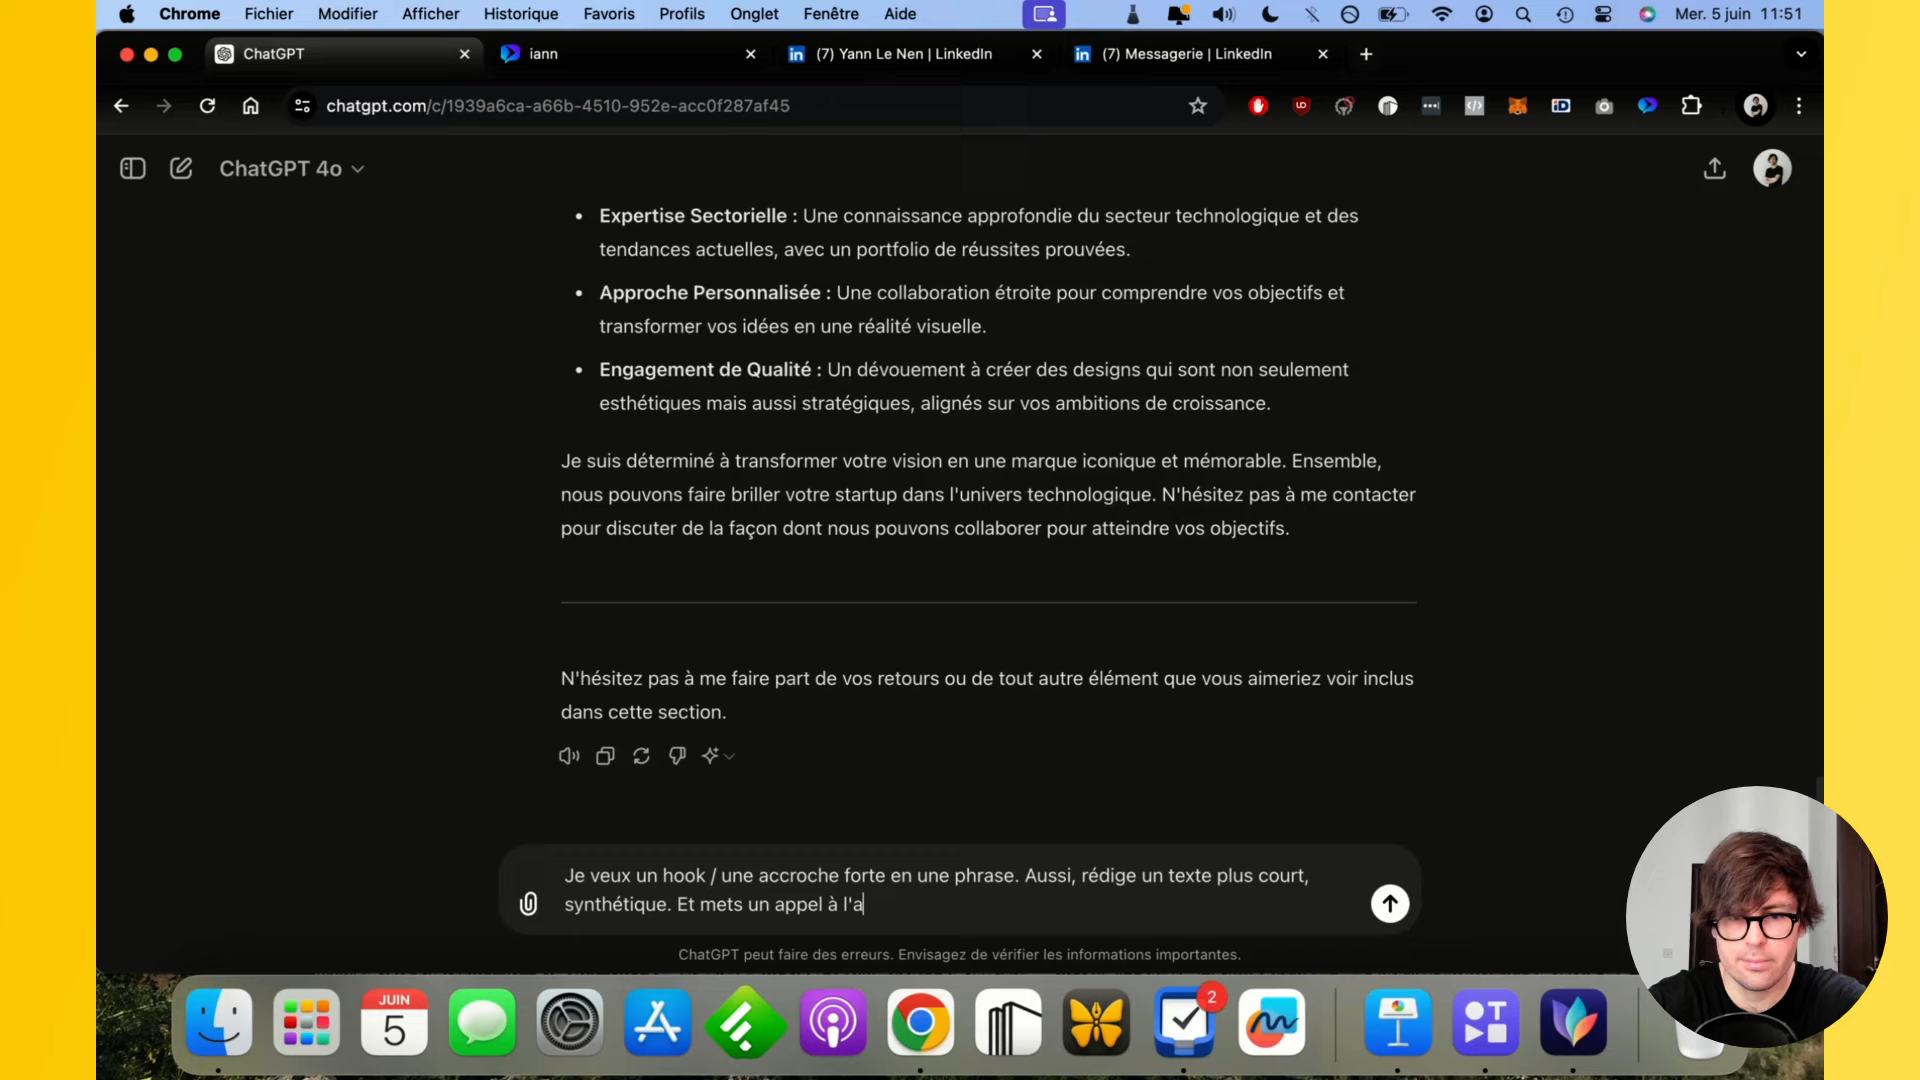 Chrome Fichier Modifier Afficher Historique Favoris Profils Onglet Fenêtre Aide Mer. 5 juin 11:51
ChatGPT iann (7) Yann Le Nen | LinkedIn (7) Messagerie | LinkedIn
chatgpt.com/c/1939a6ca-a66b-4510-952e-acc0f287af45
ChatGPT 4o
• Expertise Sectorielle : Une connaissance approfondie du secteur technologique et des
tendances actuelles, avec un portfolio de réussites prouvées.
• Approche Personnalisée : Une collaboration étroite pour comprendre vos objectifs et
transformer vos idées en une réalité visuelle.
• Engagement de Qualité : Un dévouement à créer des designs qui sont non seulement
esthétiques mais aussi stratégiques, alignés sur vos ambitions de croissance.
Je suis déterminé à transformer votre vision en une marque iconique et mémorable. Ensemble,
nous pouvons faire briller votre startup dans l'univers technologique. N'hésitez pas à me contacter
pour discuter de la façon dont nous pouvons collaborer pour atteindre vos objectifs.
N'hésitez pas à me faire part de vos retours ou de tout autre élément que vous aimeriez voir inclus
dans cette section.
Je veux un hook / une accroche forte en une phrase. Aussi, rédige un texte plus court,
synthétique. Et mets un appel à l'a
ChatGPT peut faire des erreurs. Envisagez de vérifier les informations importantes.
JUIN
5
2